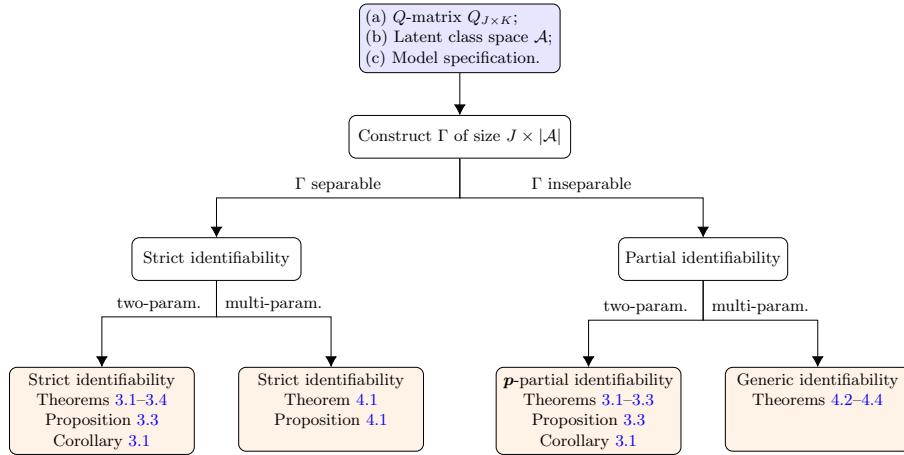 (a) Q-matrix Q_{J×K};
(b) Latent class space 𝒜;
(c) Model specification.
Construct Γ of size J × |𝒜|
Γ separable
Γ inseparable
Strict identifiability
Partial identifiability
two-param.
multi-param.
two-param.
multi-param.
Strict identifiability
Theorems 3.1–3.4
Proposition 3.3
Corollary 3.1
Strict identifiability
Theorem 4.1
Proposition 4.1
p-partial identifiability
Theorems 3.1–3.3
Proposition 3.3
Corollary 3.1
Generic identifiability
Theorems 4.2–4.4